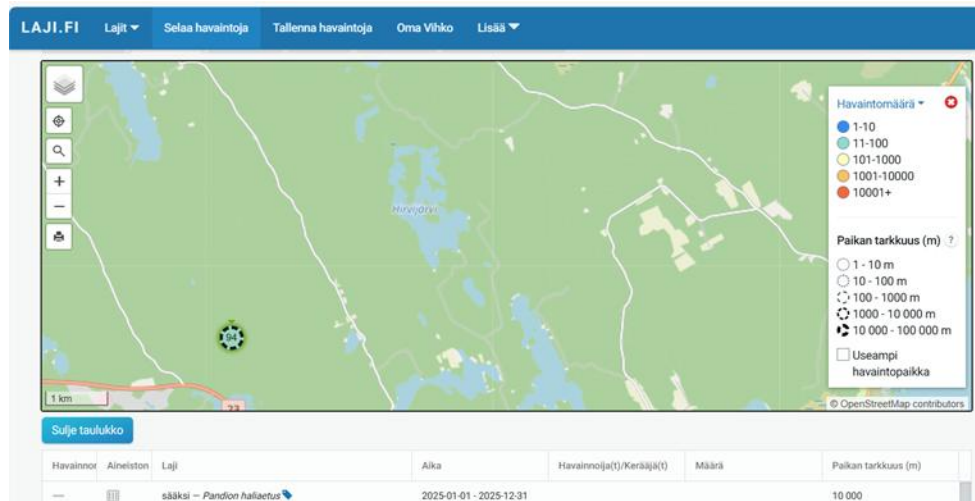 LAJI.FI Lajit Selaa havaintoja Tallenna havaintoja Oma Vihko Lisää
Havaintomäärä
1-10
11-100
101-1000
1001-10000
10001+
Hirvijärvi
Paikan tarkkuus (m) ?
1 - 10 m
10 - 100 m
100 - 1000 m
1000 - 10 000 m
10 000 - 100 000 m
Useampi
havaintopaikka
94
1 km
23
© OpenStreetMap contributors
Sulje taulukko
Havainnor Aineiston Laji Aika Havainnoija(t)/Kerääjä(t) Määrä Paikan tarkkuus (m)
— sääksi — Pandion haliaetus 2025-01-01 - 2025-12-31 10 000